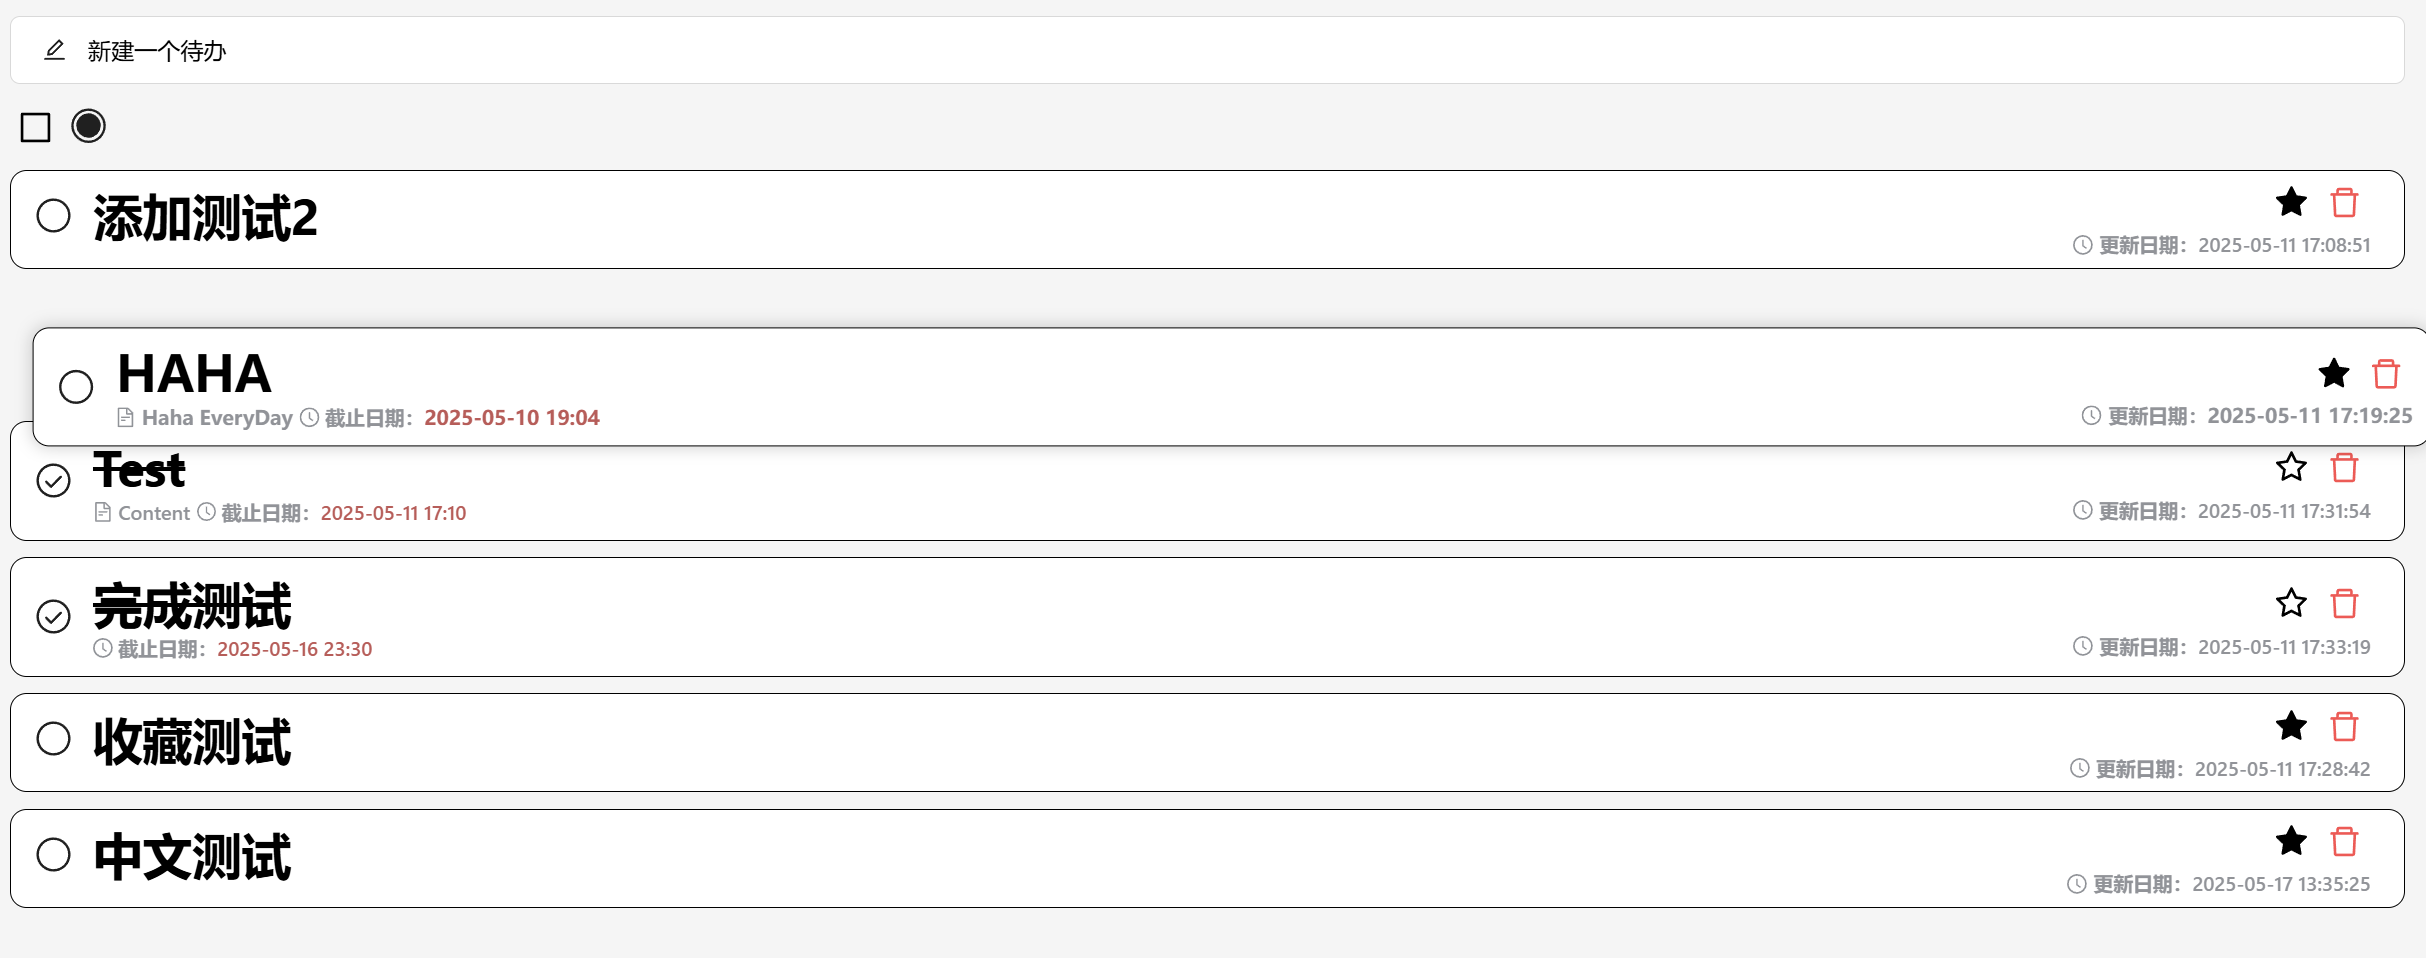 新建一个待办
添加测试2
更新日期：2025-05-11 17:08:51
HAHA
Haha EveryDay 截止日期：2025-05-10 19:04
更新日期：2025-05-11 17:19:25
Test
Content 截止日期：2025-05-11 17:10
更新日期：2025-05-11 17:31:54
完成测试
截止日期：2025-05-16 23:30
更新日期：2025-05-11 17:33:19
收藏测试
更新日期：2025-05-11 17:28:42
中文测试
更新日期：2025-05-17 13:35:25